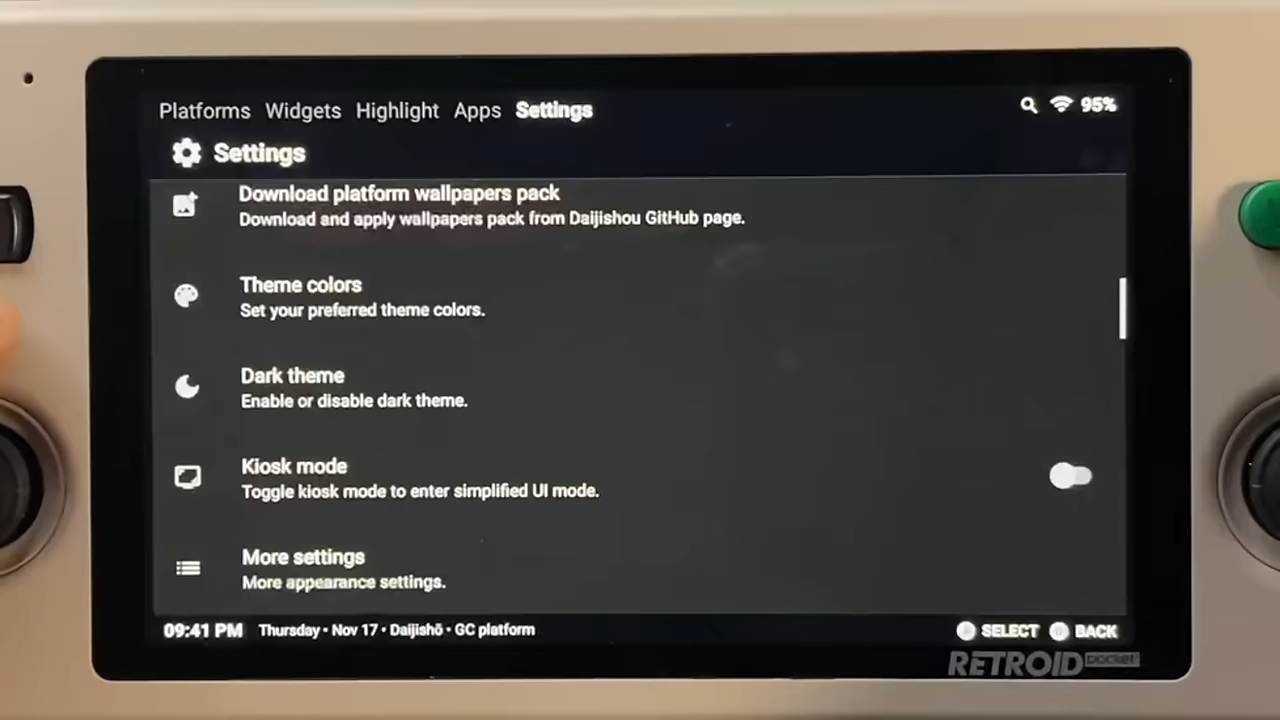 Platforms Widgets Highlight Apps Settings 95%
Settings
Download platform wallpapers pack
Download and apply wallpapers pack from Daijishou GitHub page.
Theme colors
Set your preferred theme colors.
Dark theme
Enable or disable dark theme.
Kiosk mode
Toggle kiosk mode to enter simplified UI mode.
More settings
More appearance settings.
09:41 PM Thursday • Nov 17 • Daijishō • GC platform SELECT BACK
RETROID POCKET